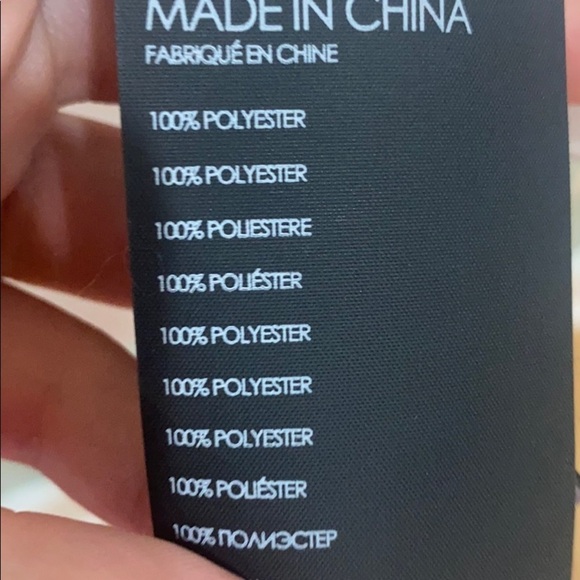 MADE IN CHINA
FABRIQUÉ EN CHINE
100% POLYESTER
100% POLYESTER
100% POLIESTERE
100% POLIÉSTER
100% POLYESTER
100% POLYESTER
100% POLYESTER
100% POLIÉSTER
100% ПОЛИЭСТЕР